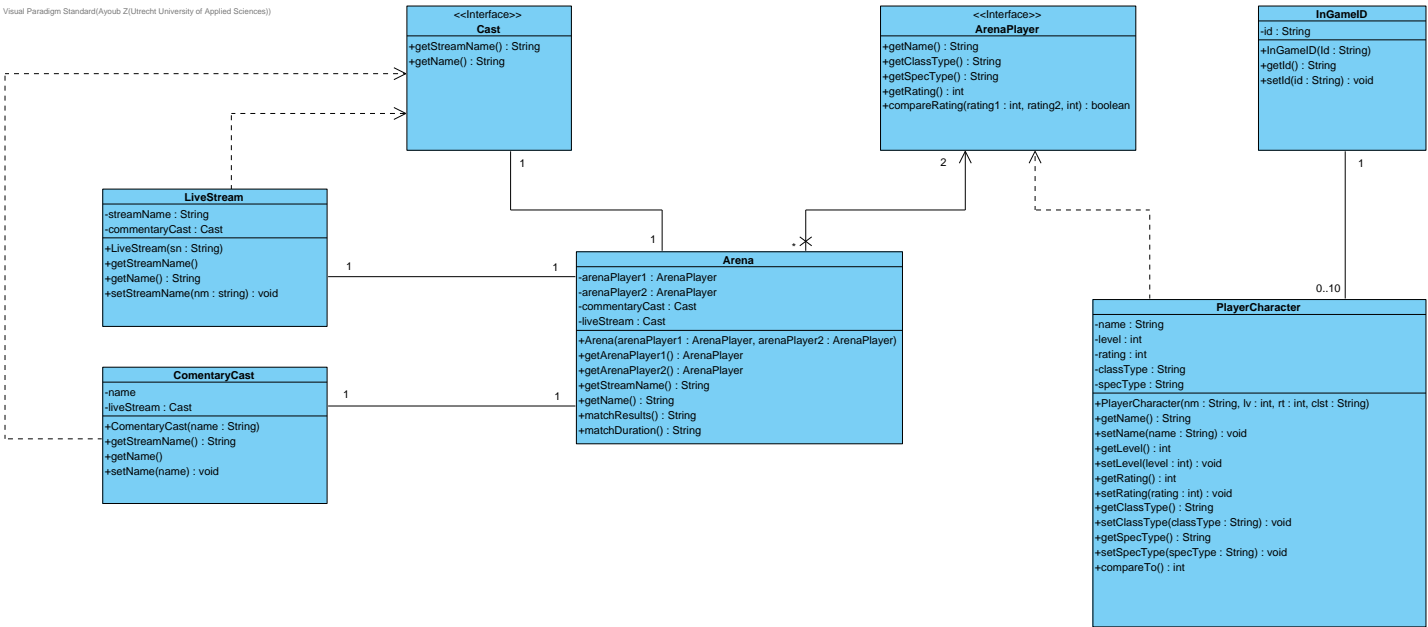 Visual Paradigm Standard(Ayoub Z(Utrecht University of Applied Sciences))
<<Interface>>
Cast
+getStreamName() : String
+getName() : String
<<Interface>>
ArenaPlayer
+getName() : String
+getClassType() : String
+getSpecType() : String
+getRating() : int
+compareRating(rating1 : int, rating2, int) : boolean
InGameID
-id : String
+InGameID(Id : String)
+getId() : String
+setId(id : String) : void
1
2
1
LiveStream
-streamName : String
-commentaryCast : Cast
+LiveStream(sn : String)
+getStreamName()
+getName() : String
+setStreamName(nm : string) : void
1
*
1
1
0..10
Arena
-arenaPlayer1 : ArenaPlayer
-arenaPlayer2 : ArenaPlayer
-commentaryCast : Cast
-liveStream : Cast
+Arena(arenaPlayer1 : ArenaPlayer, arenaPlayer2 : ArenaPlayer)
+getArenaPlayer1() : ArenaPlayer
+getArenaPlayer2() : ArenaPlayer
+getStreamName() : String
+getName() : String
+matchResults() : String
+matchDuration() : String
ComentaryCast
-name
-liveStream : Cast
+ComentaryCast(name : String)
+getStreamName() : String
+getName()
+setName(name) : void
1
1
PlayerCharacter
-name : String
-level : int
-rating : int
-classType : String
-specType : String
+PlayerCharacter(nm : String, lv : int, rt : int, clst : String)
+getName() : String
+setName(name : String) : void
+getLevel() : int
+setLevel(level : int) : void
+getRating() : int
+setRating(rating : int) : void
+getClassType() : String
+setClassType(classType : String) : void
+getSpecType() : String
+setSpecType(specType : String) : void
+compareTo() : int